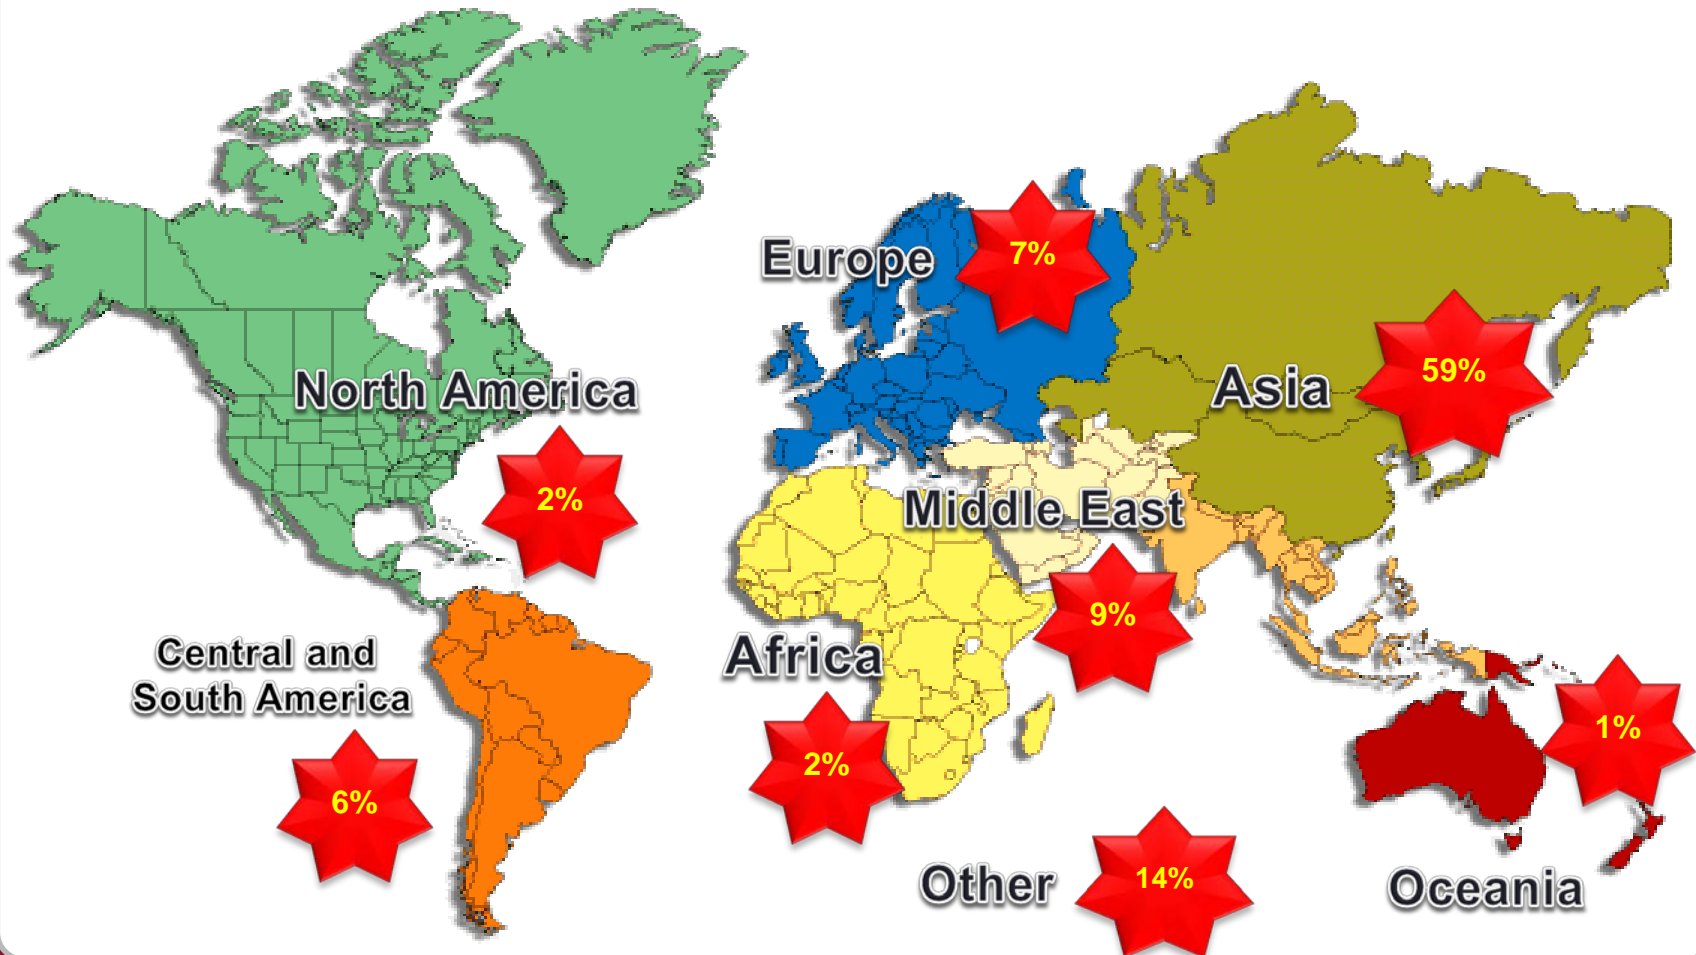 Europe
7%
Asia
59%
North America
2%
Middle East
9%
Central and
South America
6%
Africa
2%
1%
Oceania
Other
14%